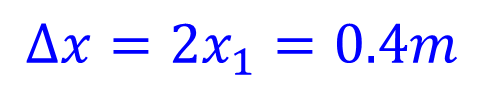 Δx = 2x₁ = 0.4m